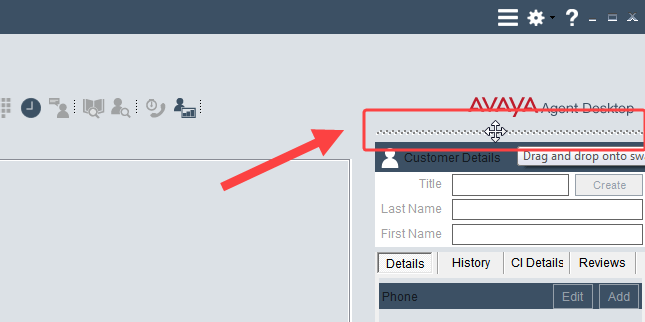 ?
AVAYA Agent Desktop
Customer Details
Drag and drop onto
Title
Create
Last Name
First Name
Details History CI Details Reviews
Phone Edit Add